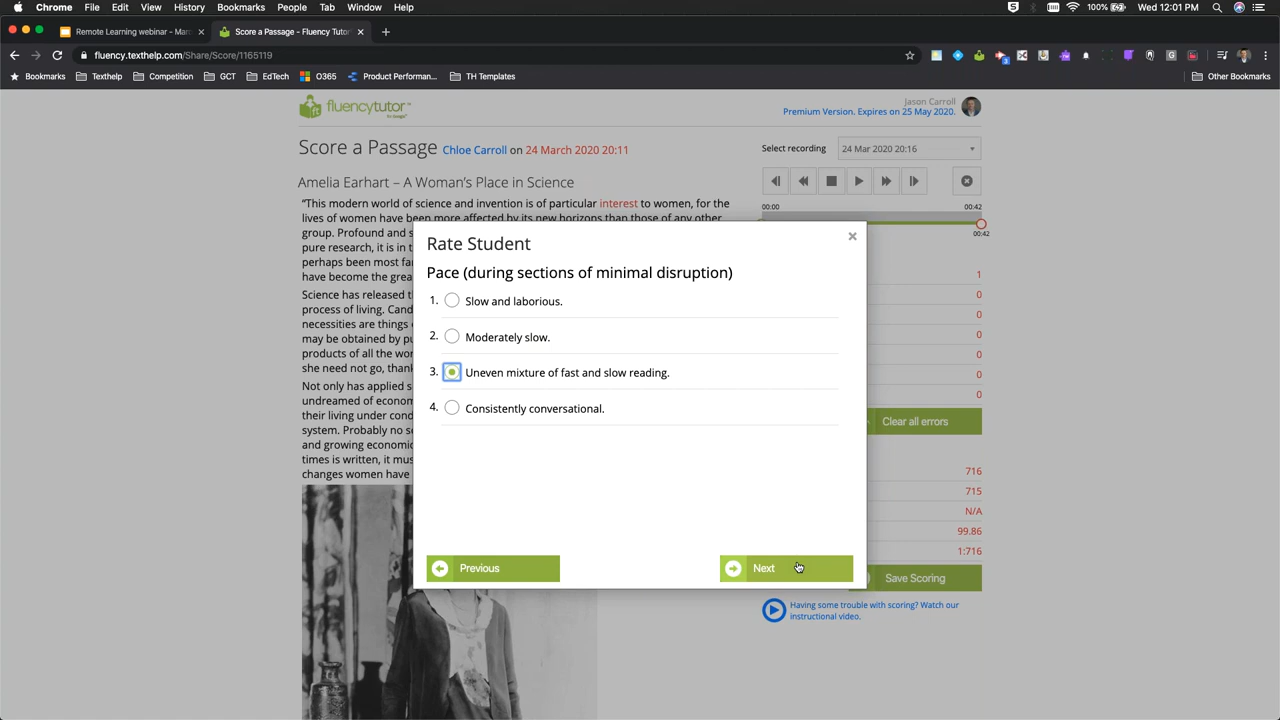 Chrome File Edit View History Bookmarks People Tab Window Help
100% Wed 12:01 PM
Remote Learning webinar - Mar
Score a Passage - Fluency Tutor
fluency.texthelp.com/Share/Score/1165119
Bookmarks Texthelp Competition GCT EdTech O365 Product Performan... TH Templates Other Bookmarks
fluencytutor™
for Google™
Jason Carroll
Premium Version. Expires on 25 May 2020.
Score a Passage Chloe Carroll on 24 March 2020 20:11
Select recording 24 Mar 2020 20:16
Amelia Earhart – A Woman's Place in Science
"This modern world of science and invention is of particular interest to women, for the
lives of women have been more affected by its new horizons than those of any other
group. Profound and s
pure research, it is in t
perhaps been most fa
have become the grea
Science has released t
process of living. Cand
necessities are things o
may be obtained by pu
products of all the wor
she need not go, thank
Not only has applied s
undreamed of econom
their living under cond
system. Probably no s
and growing economic
times is written, it mus
changes women have
00:00 00:42
00:42
1
0
0
0
0
0
0
Clear all errors
716
715
N/A
99.86
1:716
Save Scoring
Having some trouble with scoring? Watch our
instructional video.
Rate Student
Pace (during sections of minimal disruption)
1. Slow and laborious.
2. Moderately slow.
3. Uneven mixture of fast and slow reading.
4. Consistently conversational.
Previous
Next